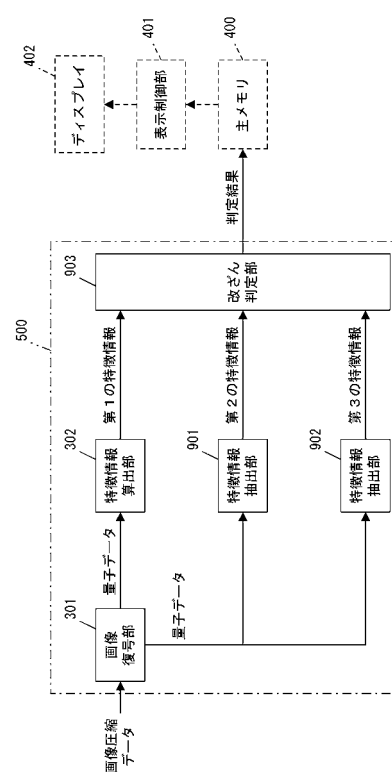 画像圧縮
データ
500
301
画像
復号部
量子データ
量子データ
302
特徴情報
算出部
901
特徴情報
抽出部
902
特徴情報
抽出部
第1の特徴情報
第2の特徴情報
第3の特徴情報
903
改ざん
判定部
判定結果
400
主メモリ
401
表示制御部
402
ディスプレイ